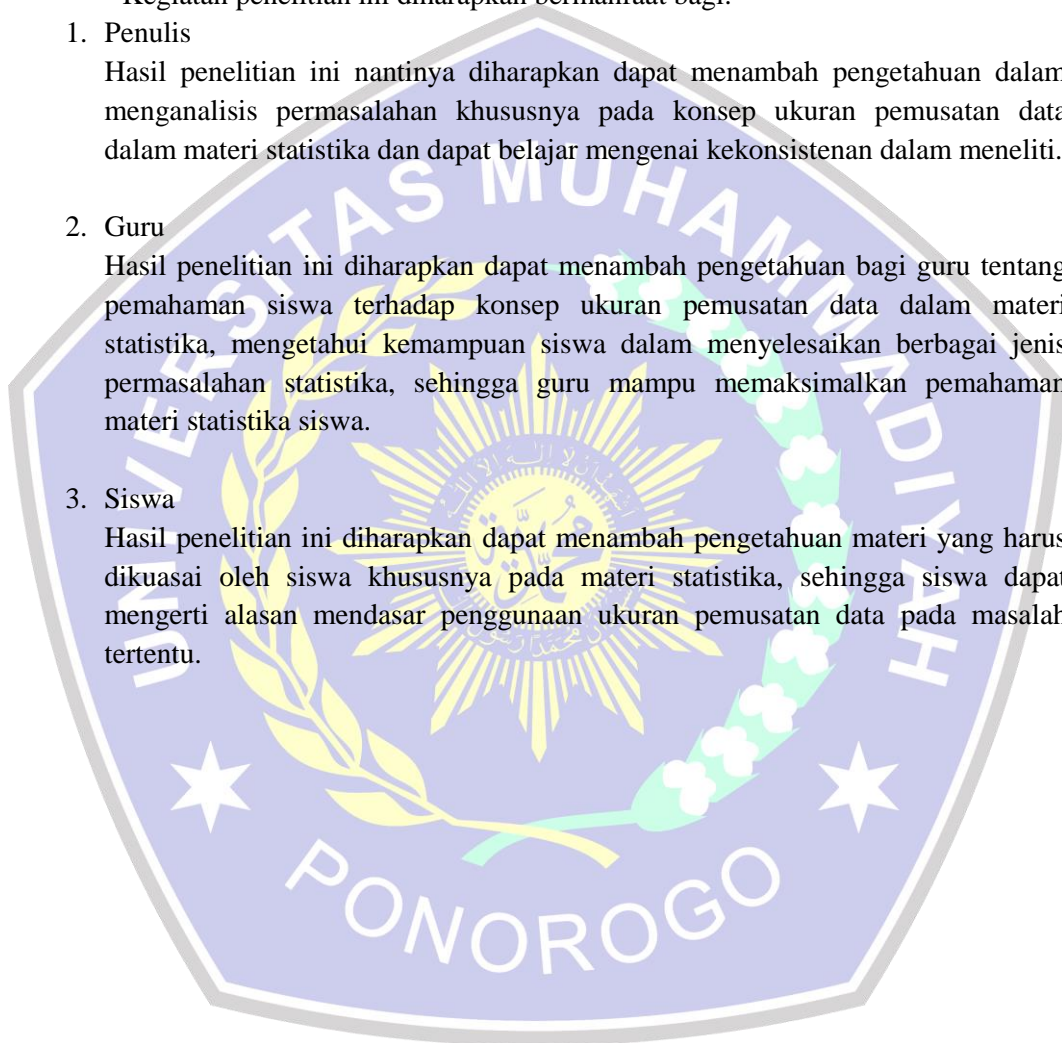 Kegiatan penelitian ini diharapkan bermanfaat bagi:
1. Penulis
Hasil penelitian ini nantinya diharapkan dapat menambah pengetahuan dalam
menganalisis permasalahan khususnya pada konsep ukuran pemusatan data
dalam materi statistika dan dapat belajar mengenai kekonsistenan dalam meneliti.
2. Guru
Hasil penelitian ini diharapkan dapat menambah pengetahuan bagi guru tentang
pemahaman siswa terhadap konsep ukuran pemusatan data dalam materi
statistika, mengetahui kemampuan siswa dalam menyelesaikan berbagai jenis
permasalahan statistika, sehingga guru mampu memaksimalkan pemahaman
materi statistika siswa.
3. Siswa
Hasil penelitian ini diharapkan dapat menambah pengetahuan materi yang harus
dikuasai oleh siswa khususnya pada materi statistika, sehingga siswa dapat
mengerti alasan mendasar penggunaan ukuran pemusatan data pada masalah
tertentu.
UNIVERSITAS MUHAMMADIYAH
PONOROGO